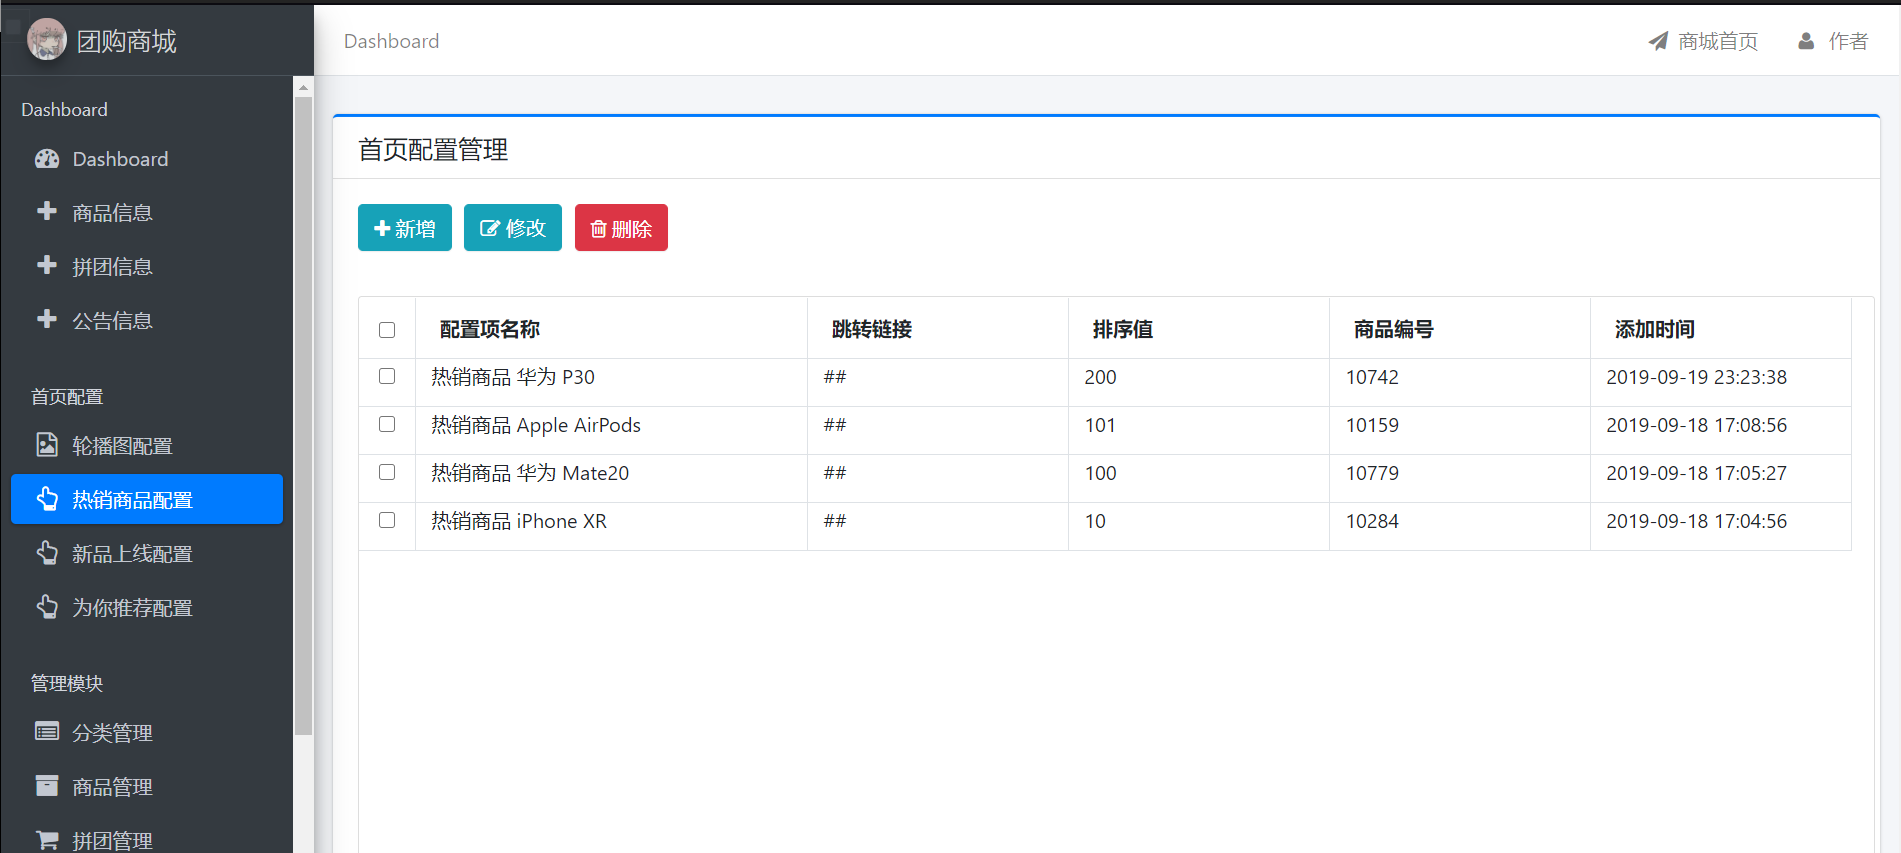 团购商城
Dashboard
商城首页
作者
Dashboard
Dashboard
商品信息
拼团信息
公告信息
首页配置
轮播图配置
热销商品配置
新品上线配置
为你推荐配置
管理模块
分类管理
商品管理
拼团管理
首页配置管理
新增 修改 删除
配置项名称 跳转链接 排序值 商品编号 添加时间
热销商品 华为 P30 ## 200 10742 2019-09-19 23:23:38
热销商品 Apple AirPods ## 101 10159 2019-09-18 17:08:56
热销商品 华为 Mate20 ## 100 10779 2019-09-18 17:05:27
热销商品 iPhone XR ## 10 10284 2019-09-18 17:04:56